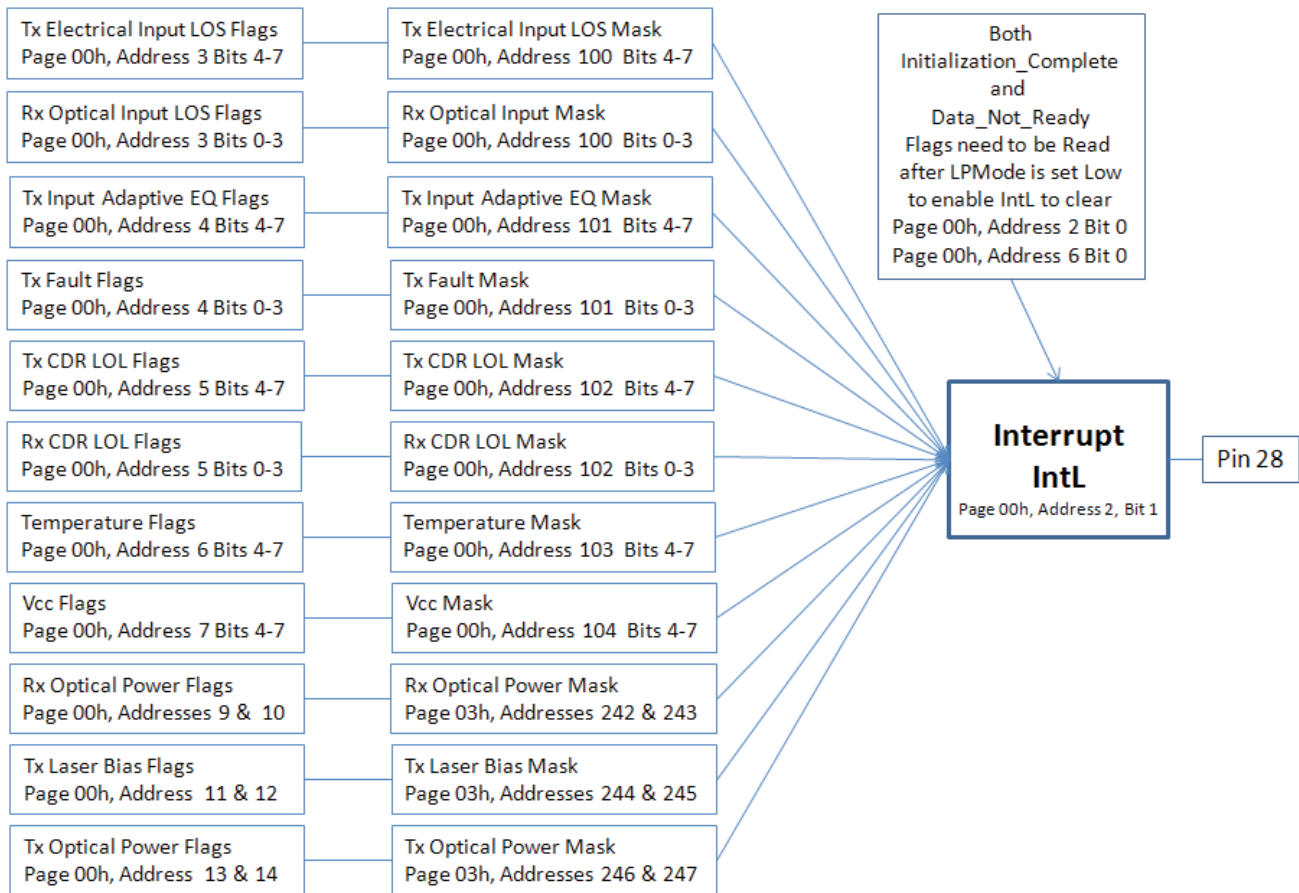 Tx Electrical Input LOS Flags
Page 00h, Address 3 Bits 4-7
Tx Electrical Input LOS Mask
Page 00h, Address 100  Bits 4-7
Rx Optical Input LOS Flags
Page 00h, Address 3 Bits 0-3
Rx Optical Input Mask
Page 00h, Address 100  Bits 0-3
Tx Input Adaptive EQ Flags
Page 00h, Address 4 Bits 4-7
Tx Input Adaptive EQ Mask
Page 00h, Address 101  Bits 4-7
Tx Fault Flags
Page 00h, Address 4 Bits 0-3
Tx Fault Mask
Page 00h, Address 101  Bits 0-3
Tx CDR LOL Flags
Page 00h, Address 5 Bits 4-7
Tx CDR LOL Mask
Page 00h, Address 102  Bits 4-7
Rx CDR LOL Flags
Page 00h, Address 5 Bits 0-3
Rx CDR LOL Mask
Page 00h, Address 102  Bits 0-3
Temperature Flags
Page 00h, Address 6 Bits 4-7
Temperature Mask
Page 00h, Address 103  Bits 4-7
Vcc Flags
Page 00h, Address 7 Bits 4-7
Vcc Mask
Page 00h, Address 104  Bits 4-7
Rx Optical Power Flags
Page 00h, Addresses 9 &  10
Rx Optical Power Mask
Page 03h, Addresses 242 & 243
Tx Laser Bias Flags
Page 00h, Address  11 & 12
Tx Laser Bias Mask
Page 03h, Addresses 244 & 245
Tx Optical Power Flags
Page 00h, Address  13 & 14
Tx Optical Power Mask
Page 03h, Addresses 246 & 247
Both
Initialization_Complete
and
Data_Not_Ready
Flags need to be Read
after LPMode is set Low
to enable IntL to clear
Page 00h, Address 2 Bit 0
Page 00h, Address 6 Bit 0
Interrupt
IntL
Page 00h, Address 2, Bit 1
Pin 28